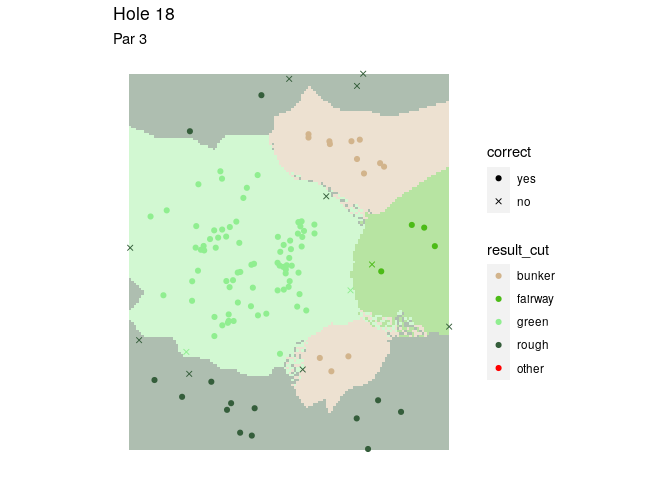 Hole 18
Par 3
correct
yes
no
result_cut
bunker
fairway
green
rough
other